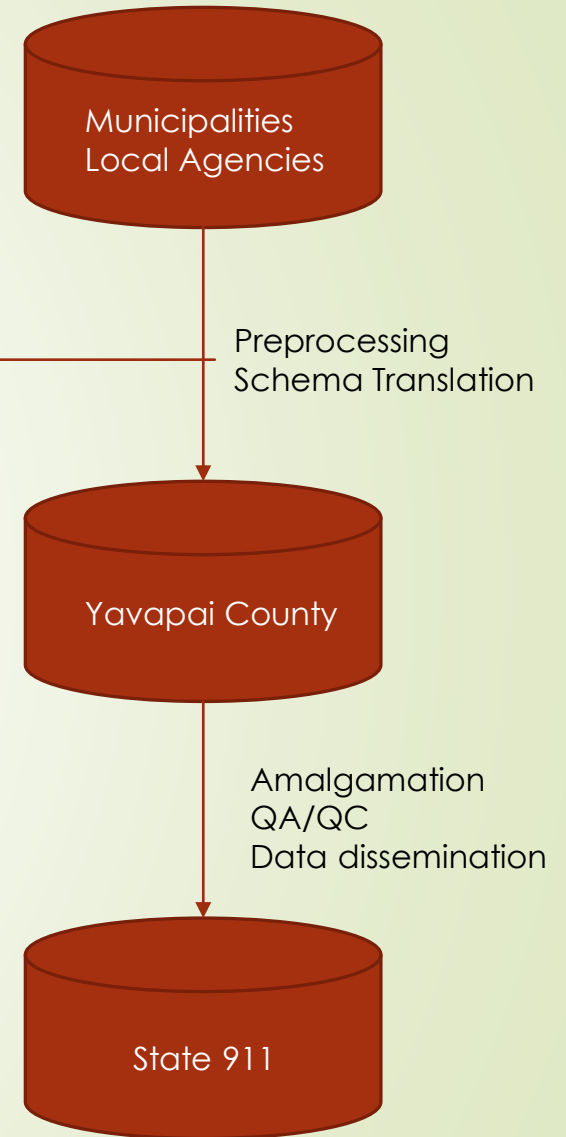 Municipalities
Local Agencies
Preprocessing
Schema Translation
Yavapai County
Amalgamation
QA/QC
Data dissemination
State 911